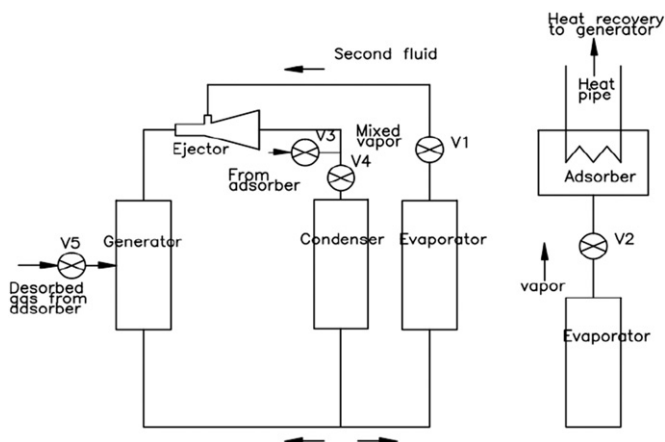 Second fluid
Ejector
V3
Mixed
vapor
From
adsorber
V4
V1
Generator
Condenser
Evaporator
V5
Desorbed
gas from
adsorber
Heat recovery
to generator
Heat
pipe
Adsorber
V2
vapor
Evaporator